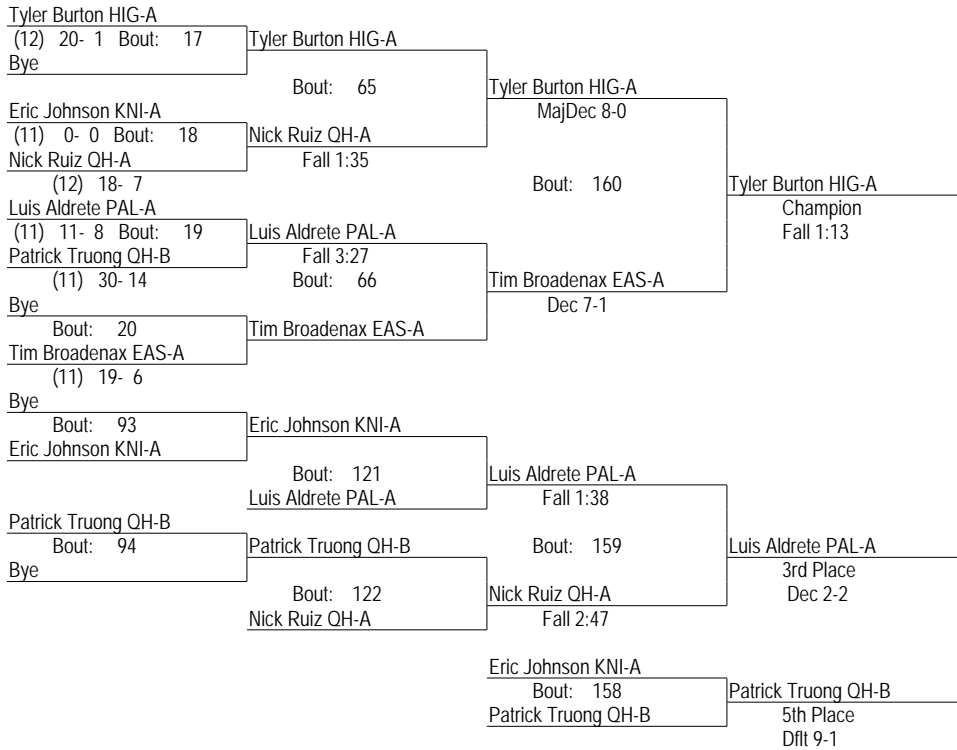 Tyler Burton HIG-A
(12) 20- 1 Bout: 17 Tyler Burton HIG-A
Bye
Bout: 65 Tyler Burton HIG-A
Eric Johnson KNI-A MajDec 8-0
(11) 0- 0 Bout: 18 Nick Ruiz QH-A
Nick Ruiz QH-A Fall 1:35
(12) 18- 7 Bout: 160 Tyler Burton HIG-A
Luis Aldrete PAL-A Champion
(11) 11- 8 Bout: 19 Luis Aldrete PAL-A Fall 1:13
Patrick Truong QH-B Fall 3:27
(11) 30- 14 Bout: 66 Tim Broadenax EAS-A
Bye Dec 7-1
Bout: 20 Tim Broadenax EAS-A
Tim Broadenax EAS-A
(11) 19- 6
Bye
Bout: 93 Eric Johnson KNI-A
Eric Johnson KNI-A
Bout: 121 Luis Aldrete PAL-A
Luis Aldrete PAL-A Fall 1:38
Patrick Truong QH-B
Bout: 94 Patrick Truong QH-B Bout: 159 Luis Aldrete PAL-A
Bye 3rd Place
Bout: 122 Nick Ruiz QH-A Dec 2-2
Nick Ruiz QH-A Fall 2:47
Eric Johnson KNI-A
Bout: 158 Patrick Truong QH-B
Patrick Truong QH-B 5th Place
Dflt 9-1